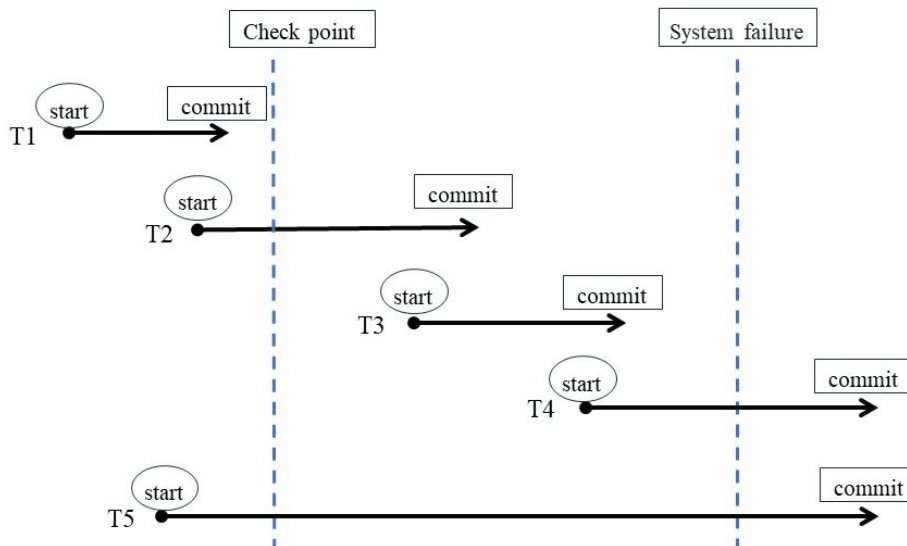 Check point
System failure
start
commit
T1
start
commit
T2
start
commit
T3
start
commit
T4
start
commit
T5